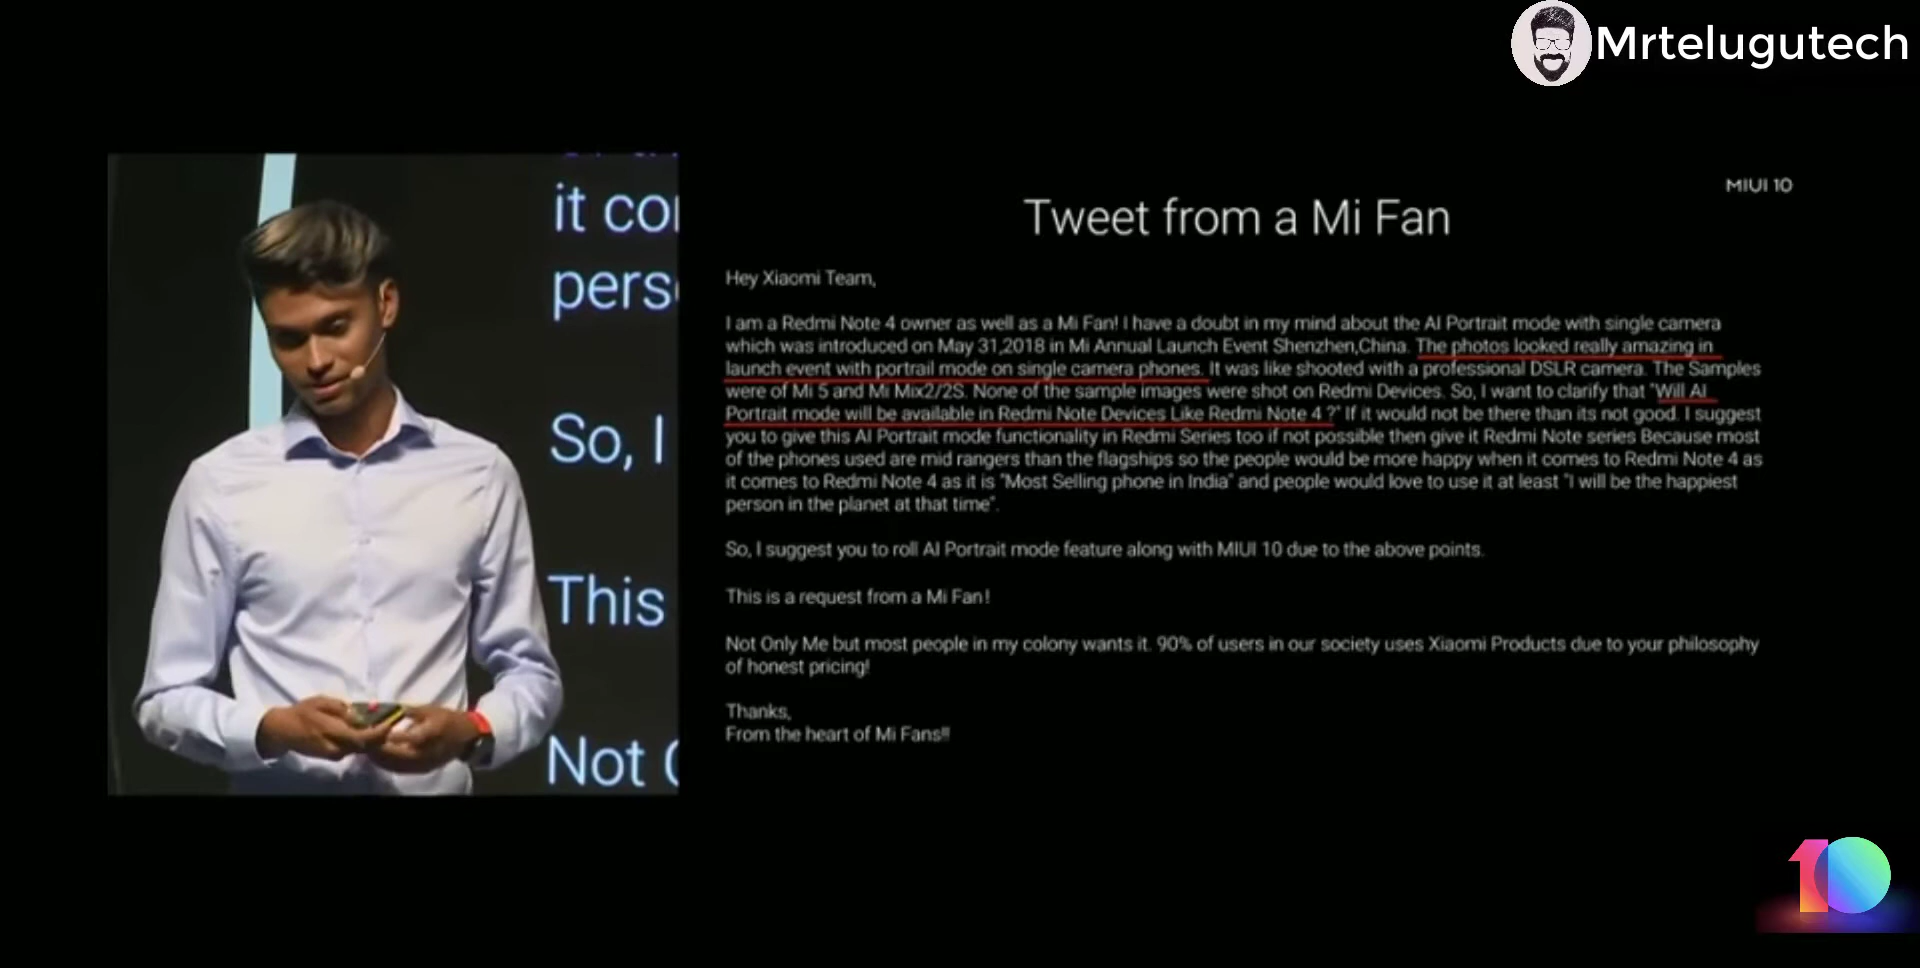 Mrtelugutech
it co
pers
So, I
This
Not
MIUI 10
Tweet from a Mi Fan
Hey Xiaomi Team,
I am a Redmi Note 4 owner as well as a Mi Fan! I have a doubt in my mind about the AI Portrait mode with single camera
which was introduced on May 31,2018 in Mi Annual Launch Event Shenzhen,China. The photos looked really amazing in
launch event with portrail mode on single camera phones. It was like shooted with a professional DSLR camera. The Samples
were of Mi 5 and Mi Mix2/2S. None of the sample images were shot on Redmi Devices. So, I want to clarify that "Will AI
Portrait mode will be available in Redmi Note Devices Like Redmi Note 4 ?" If it would not be there than its not good. I suggest
you to give this AI Portrait mode functionality in Redmi Series too if not possible then give it Redmi Note series Because most
of the phones used are mid rangers than the flagships so the people would be more happy when it comes to Redmi Note 4 as
it comes to Redmi Note 4 as it is "Most Selling phone in India" and people would love to use it at least "I will be the happiest
person in the planet at that time".
So, I suggest you to roll AI Portrait mode feature along with MIUI 10 due to the above points.
This is a request from a Mi Fan!
Not Only Me but most people in my colony wants it. 90% of users in our society uses Xiaomi Products due to your philosophy
of honest pricing!
Thanks,
From the heart of Mi Fans!!
10